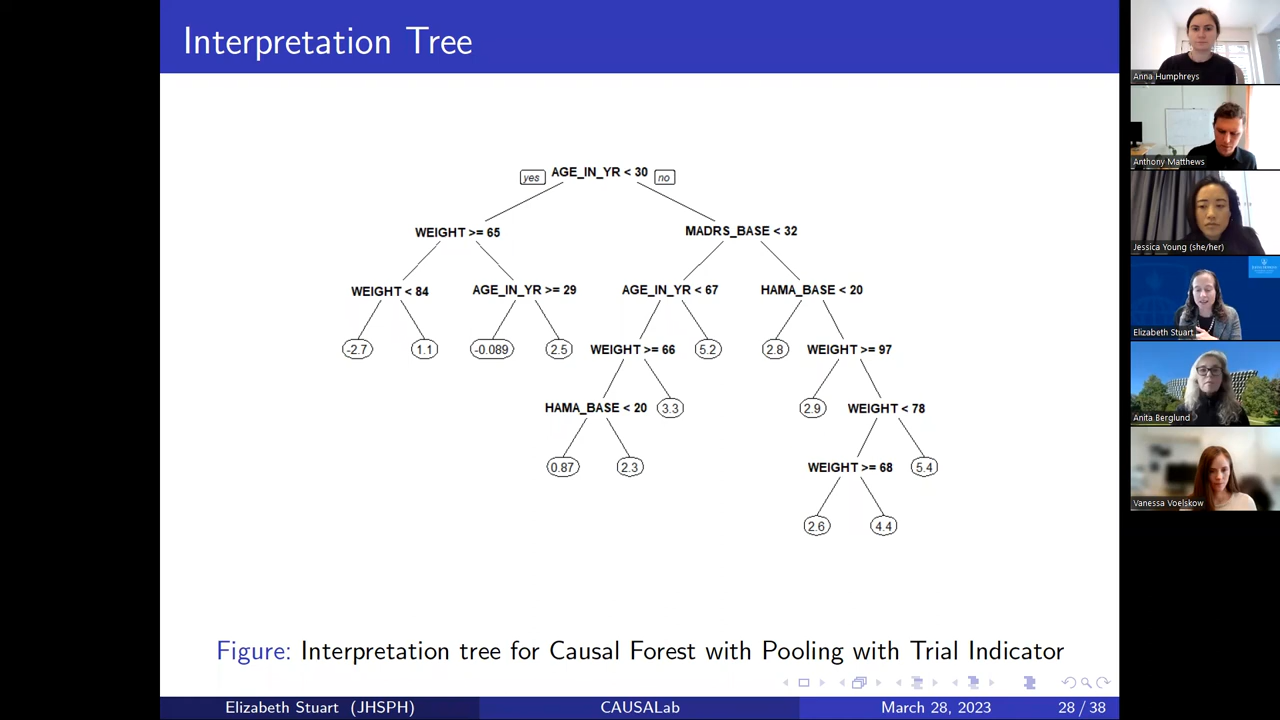 Interpretation Tree
yes AGE_IN_YR < 30 no
WEIGHT >= 65 MADRS_BASE < 32
WEIGHT < 84 AGE_IN_YR >= 29 AGE_IN_YR < 67 HAMA_BASE < 20
-2.7 1.1 -0.089 2.5 WEIGHT >= 66 5.2 2.8 WEIGHT >= 97
HAMA_BASE < 20 3.3 2.9 WEIGHT < 78
0.87 2.3 WEIGHT >= 68 5.4
2.6 4.4
Figure: Interpretation tree for Causal Forest with Pooling with Trial Indicator
Elizabeth Stuart (JHSPH) CAUSALab March 28, 2023 28 / 38
Anna Humphreys
Anthony Matthews
Jessica Young (she/her)
Elizabeth Stuart
Anita Berglund
Vanessa Voelskow